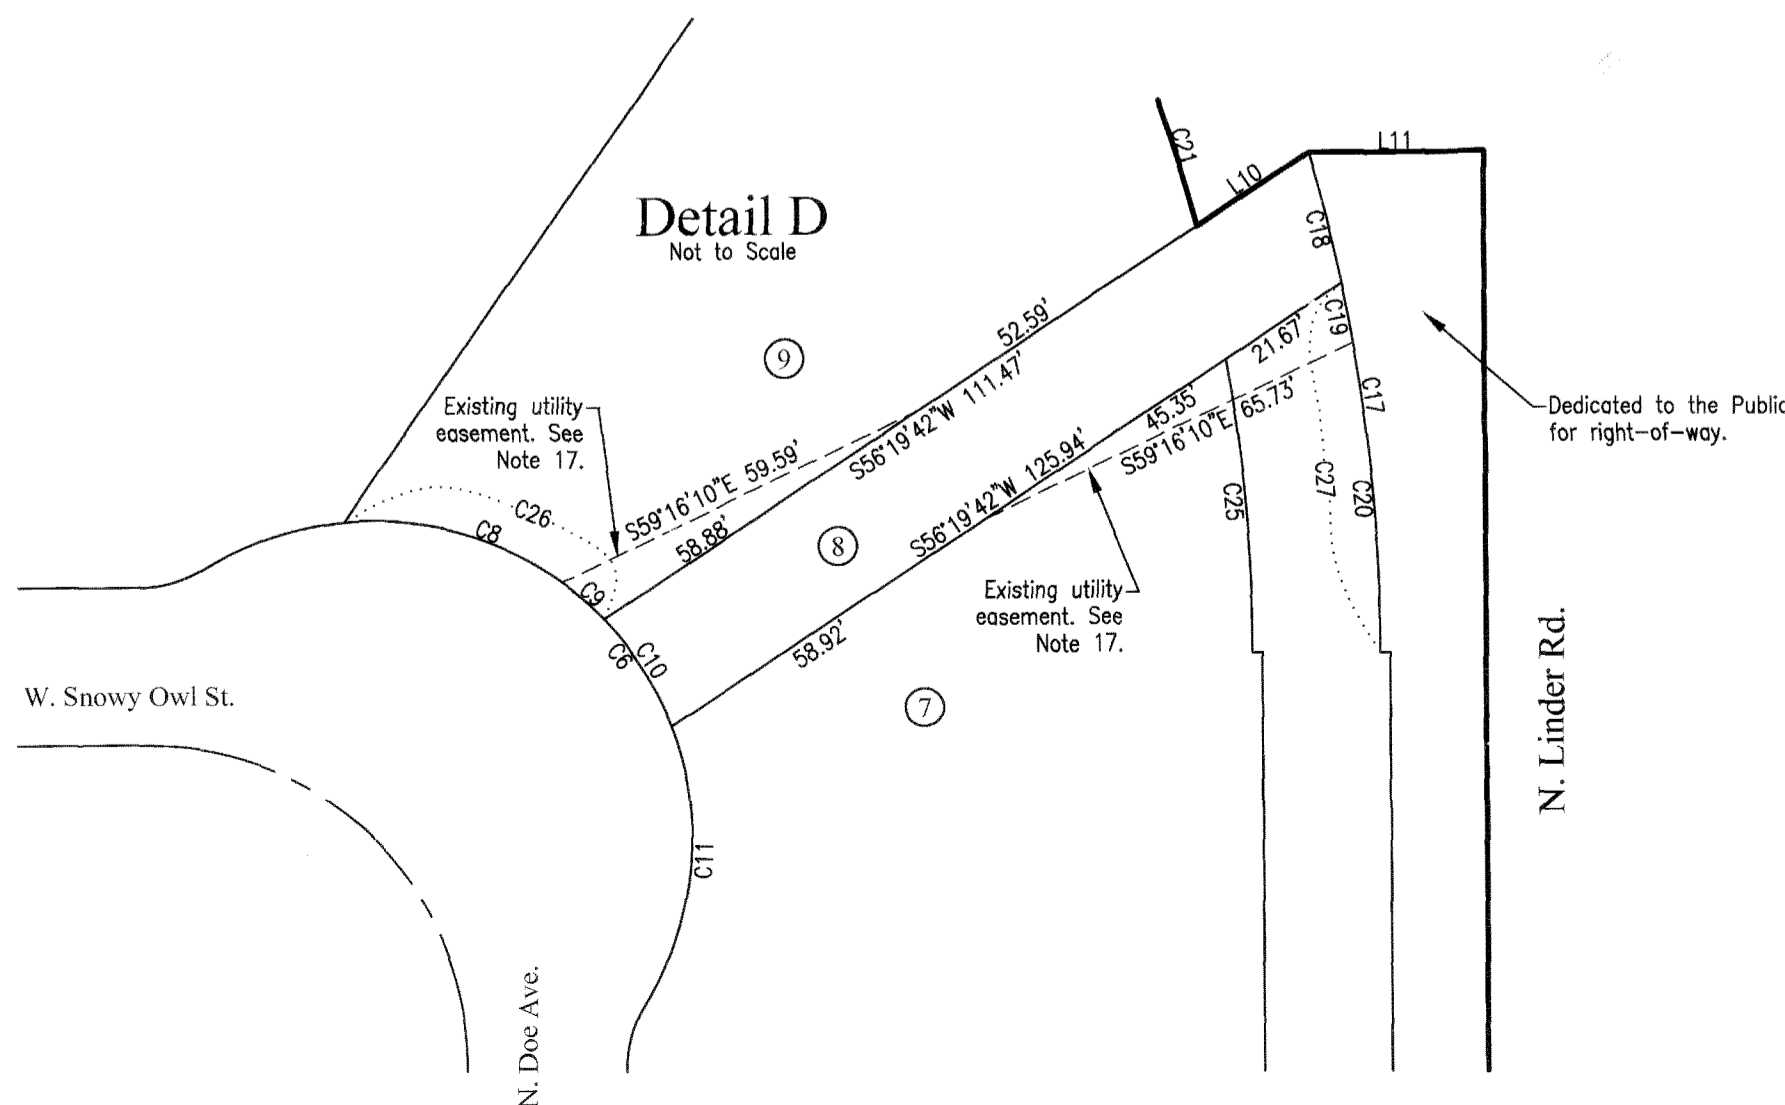 C21
L10
L11
Detail D
Not to Scale
C18
52.59'
C19
21.67'
9
S56°19'42"W 111.47'
C17
Dedicated to the Public
for right-of-way.
Existing utility
easement. See
Note 17.
45.35'
S59°16'10"E 65.73'
S59°16'10"E 59.59'
C26
C8
58.88'
8
S56°19'42"W 125.94'
C25
C27
C20
C9
Existing utility
easement. See
Note 17.
C10
C6
58.92'
W. Snowy Owl St.
7
N. Linder Rd.
C11
N. Doe Ave.